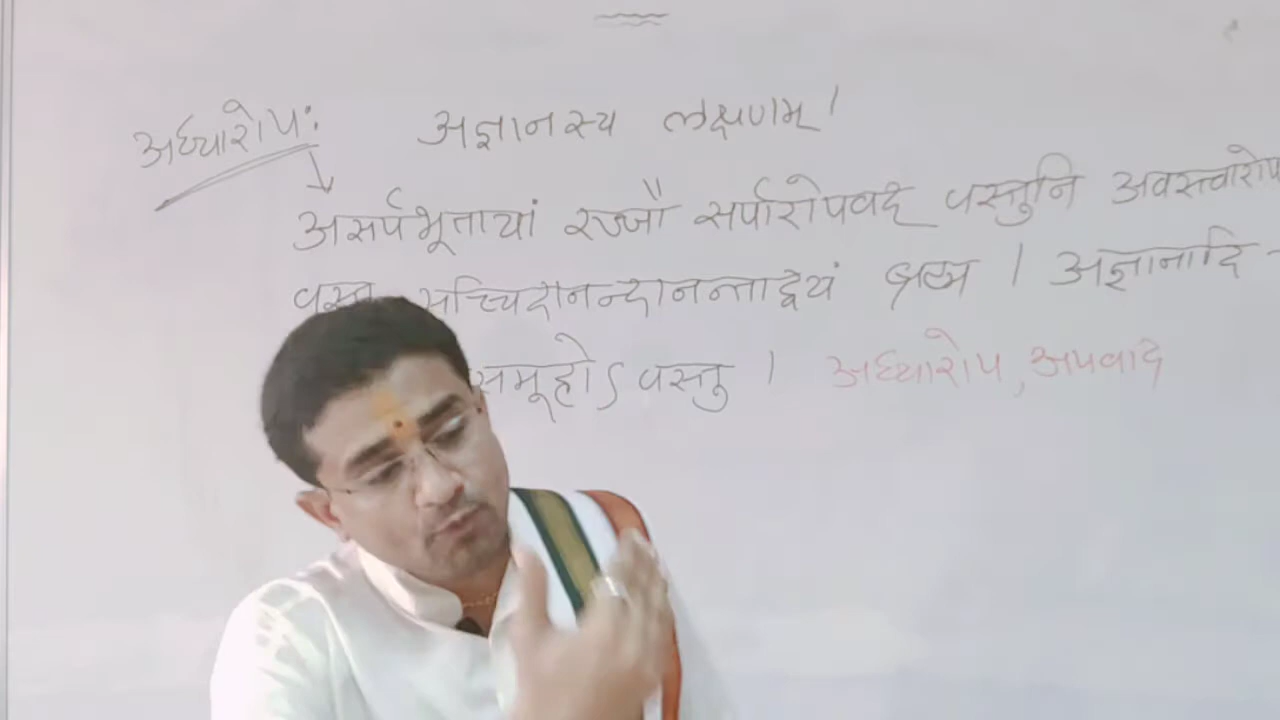 अध्यारोपः अज्ञानस्य लक्षणम् ।
असर्पभूतायां रज्जौ सर्पारोपवद् वस्तुनि अवस्त्वारोप
वस्तु सच्चिदानन्दानन्ताद्वयं ब्रह्म । अज्ञानादि -
समूहोऽवस्तु । अध्यारोप, अपवाद